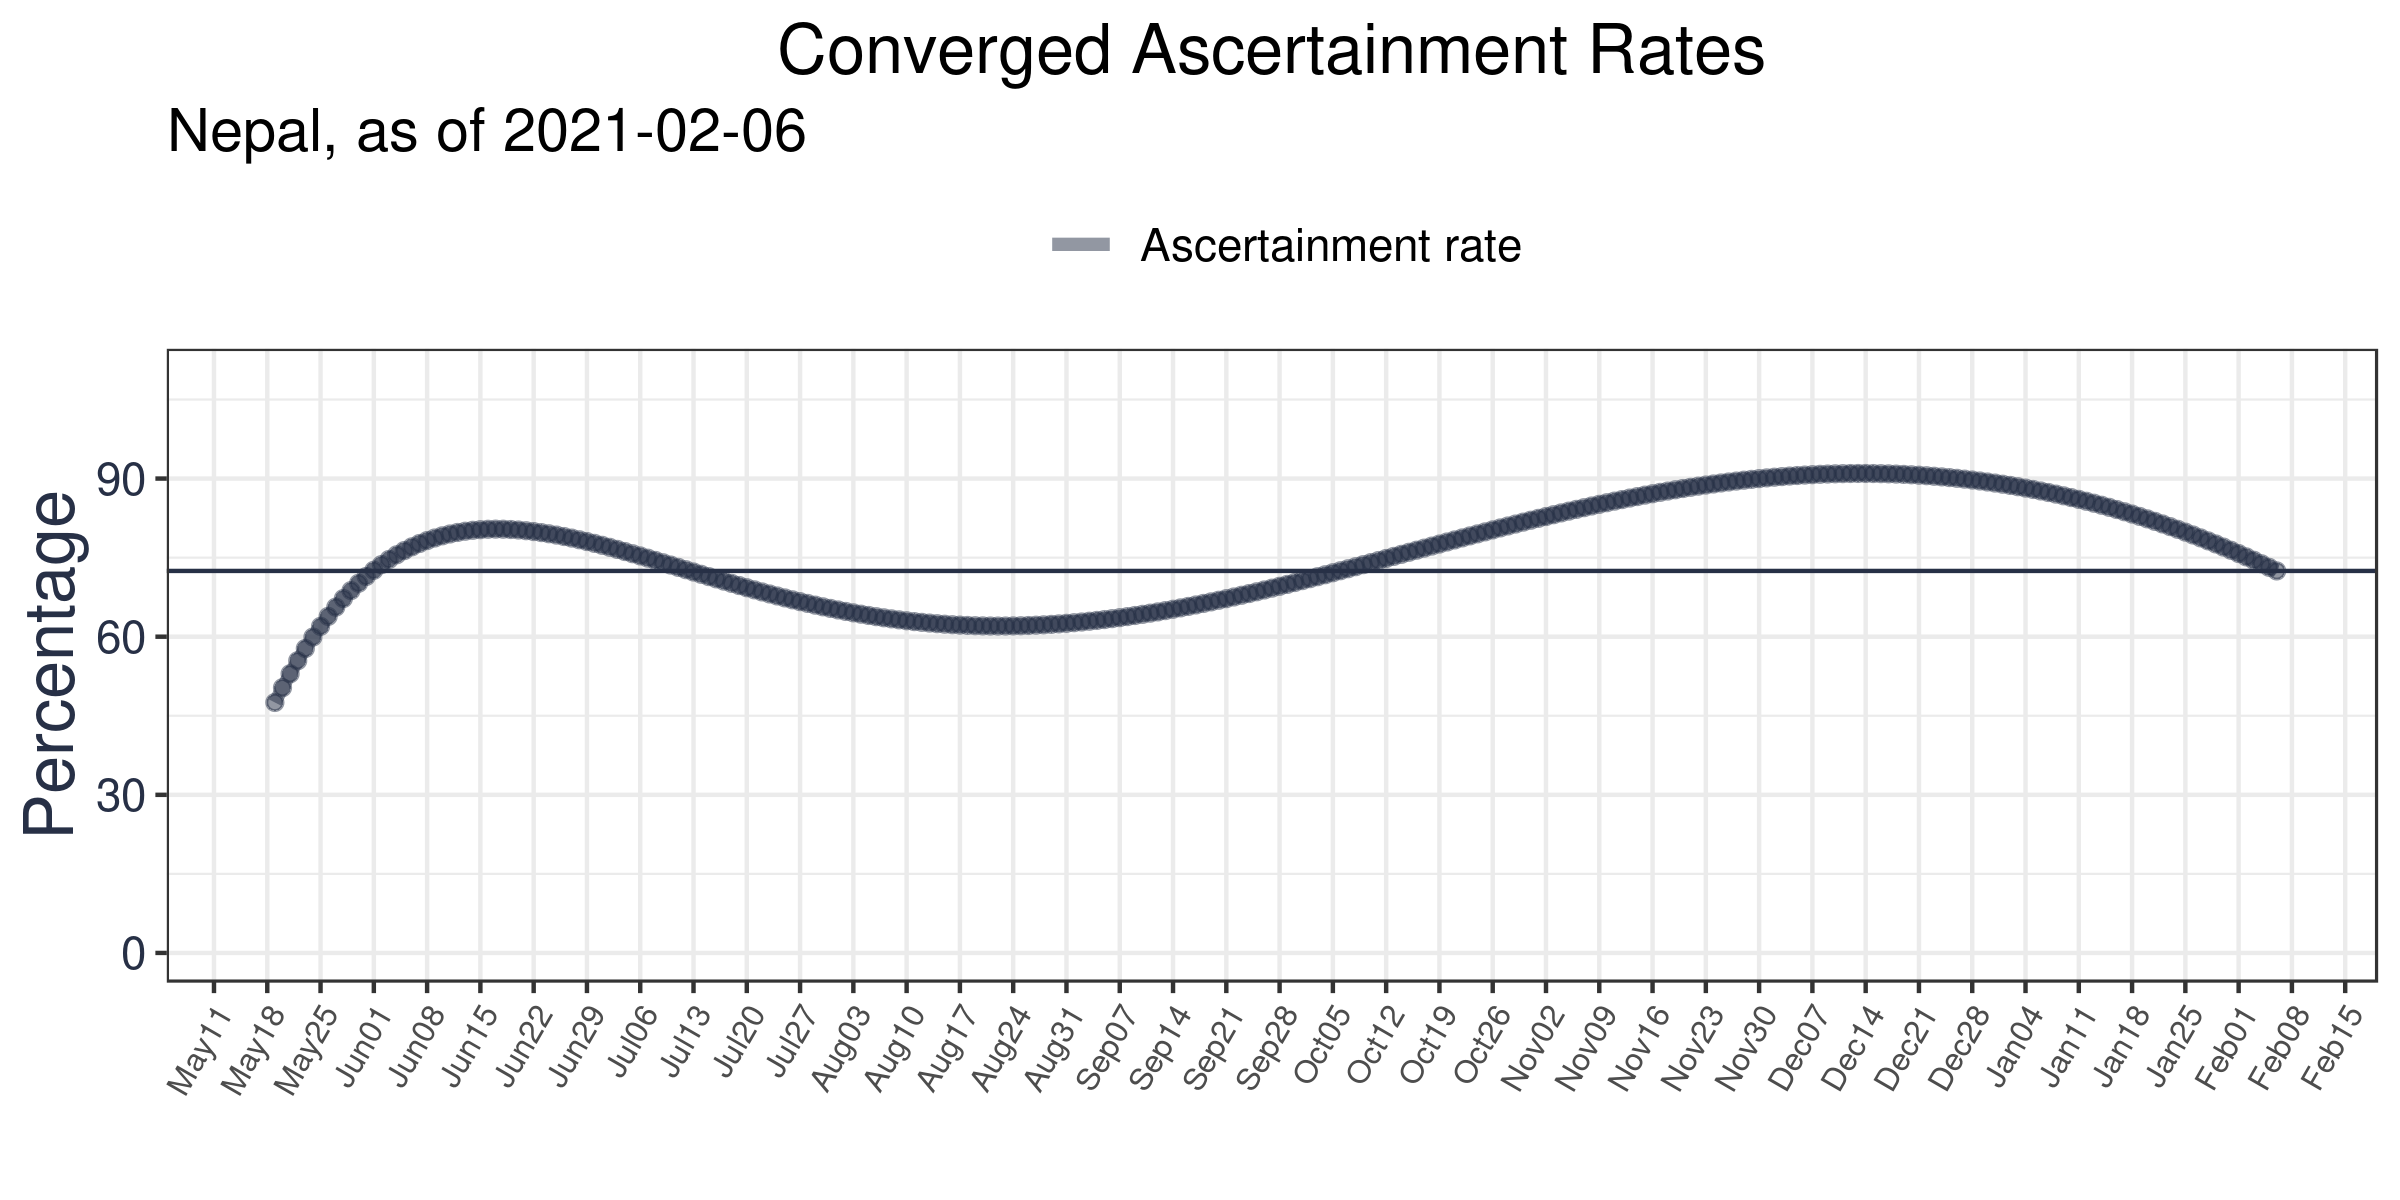 Converged Ascertainment Rates
Nepal, as of 2021-02-06
Ascertainment rate
Percentage
90
60
30
0
May11 May18 May25 Jun01 Jun08 Jun15 Jun22 Jun29 Jul06 Jul13 Jul20 Jul27 Aug03 Aug10 Aug17 Aug24 Aug31 Sep07 Sep14 Sep21 Sep28 Oct05 Oct12 Oct19 Oct26 Nov02 Nov09 Nov16 Nov23 Nov30 Dec07 Dec14 Dec21 Dec28 Jan04 Jan11 Jan18 Jan25 Feb01 Feb08 Feb15